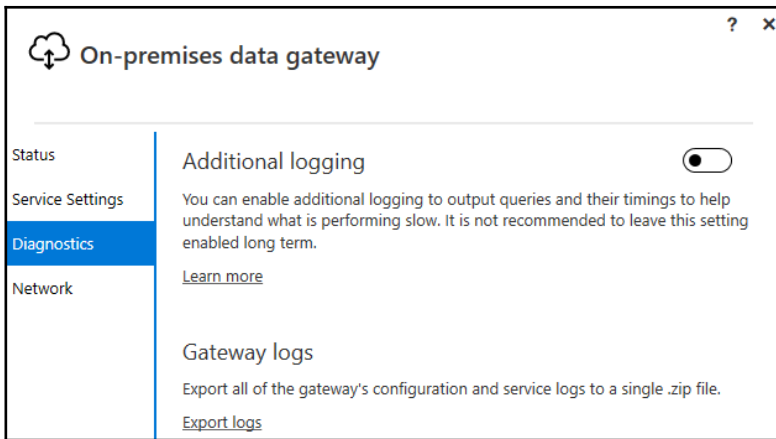 ? ×
On-premises data gateway
Status
Service Settings
Diagnostics
Network
Additional logging
You can enable additional logging to output queries and their timings to help
understand what is performing slow. It is not recommended to leave this setting
enabled long term.
Learn more
Gateway logs
Export all of the gateway's configuration and service logs to a single .zip file.
Export logs